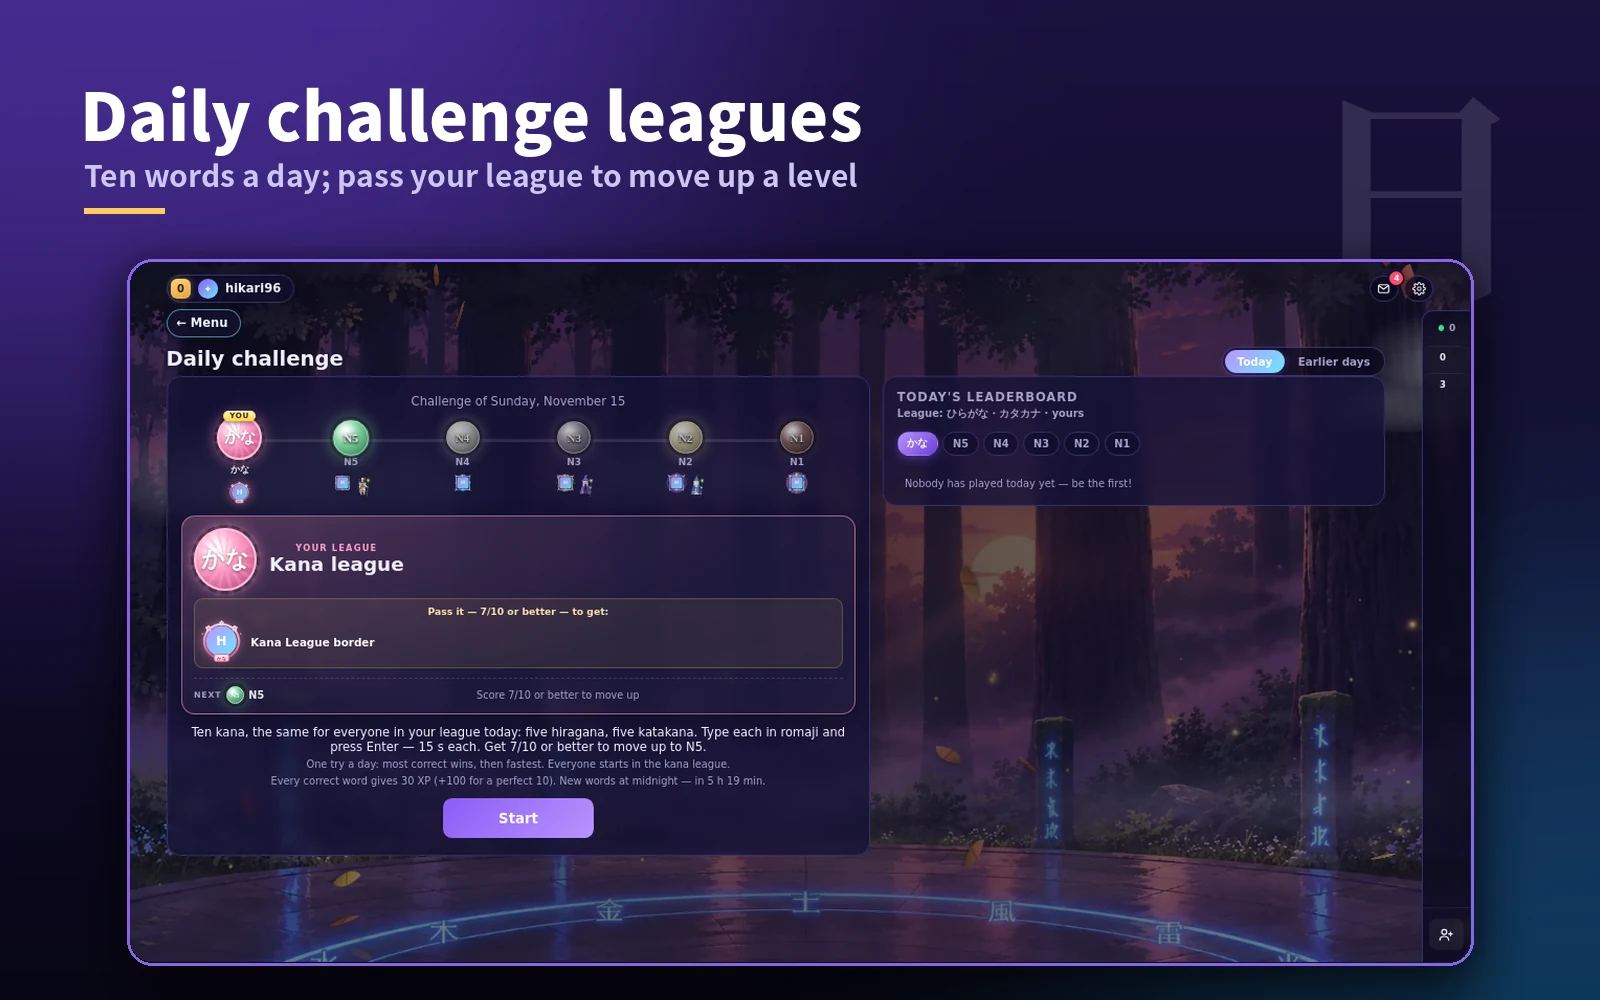 Daily challenge leagues
Ten words a day; pass your league to move up a level
日
0 hikari96
4
← Menu
Daily challenge
Today Earlier days
0
0
3
Challenge of Sunday, November 15
YOU
かな N5 N4 N3 N2 N1
かな N5 N4 N3 N2 N1
H
TODAY'S LEADERBOARD
League: ひらがな・カタカナ · yours
かな N5 N4 N3 N2 N1
Nobody has played today yet — be the first!
かな
YOUR LEAGUE
Kana league
Pass it — 7/10 or better — to get:
H
Kana League border
NEXT N5
Score 7/10 or better to move up
Ten kana, the same for everyone in your league today: five hiragana, five katakana. Type each in romaji and
press Enter — 15 s each. Get 7/10 or better to move up to N5.
One try a day: most correct wins, then fastest. Everyone starts in the kana league.
Every correct word gives 30 XP (+100 for a perfect 10). New words at midnight — in 5 h 19 min.
Start
木 金 土 風 雷